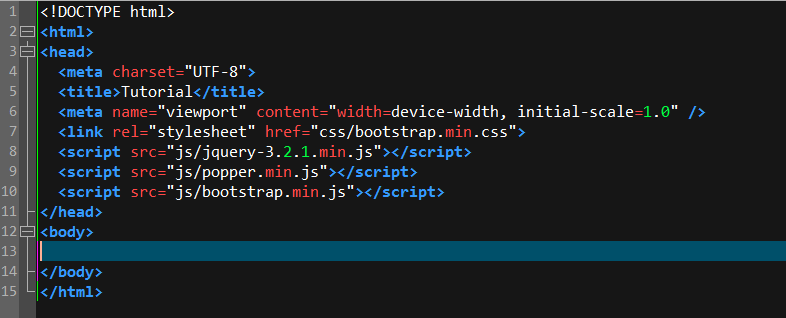 1 <!DOCTYPE html>
2 <html>
3 <head>
4 <meta charset="UTF-8">
5 <title>Tutorial</title>
6 <meta name="viewport" content="width=device-width, initial-scale=1.0" />
7 <link rel="stylesheet" href="css/bootstrap.min.css">
8 <script src="js/jquery-3.2.1.min.js"></script>
9 <script src="js/popper.min.js"></script>
10 <script src="js/bootstrap.min.js"></script>
11 </head>
12 <body>
13
14 </body>
15 </html>